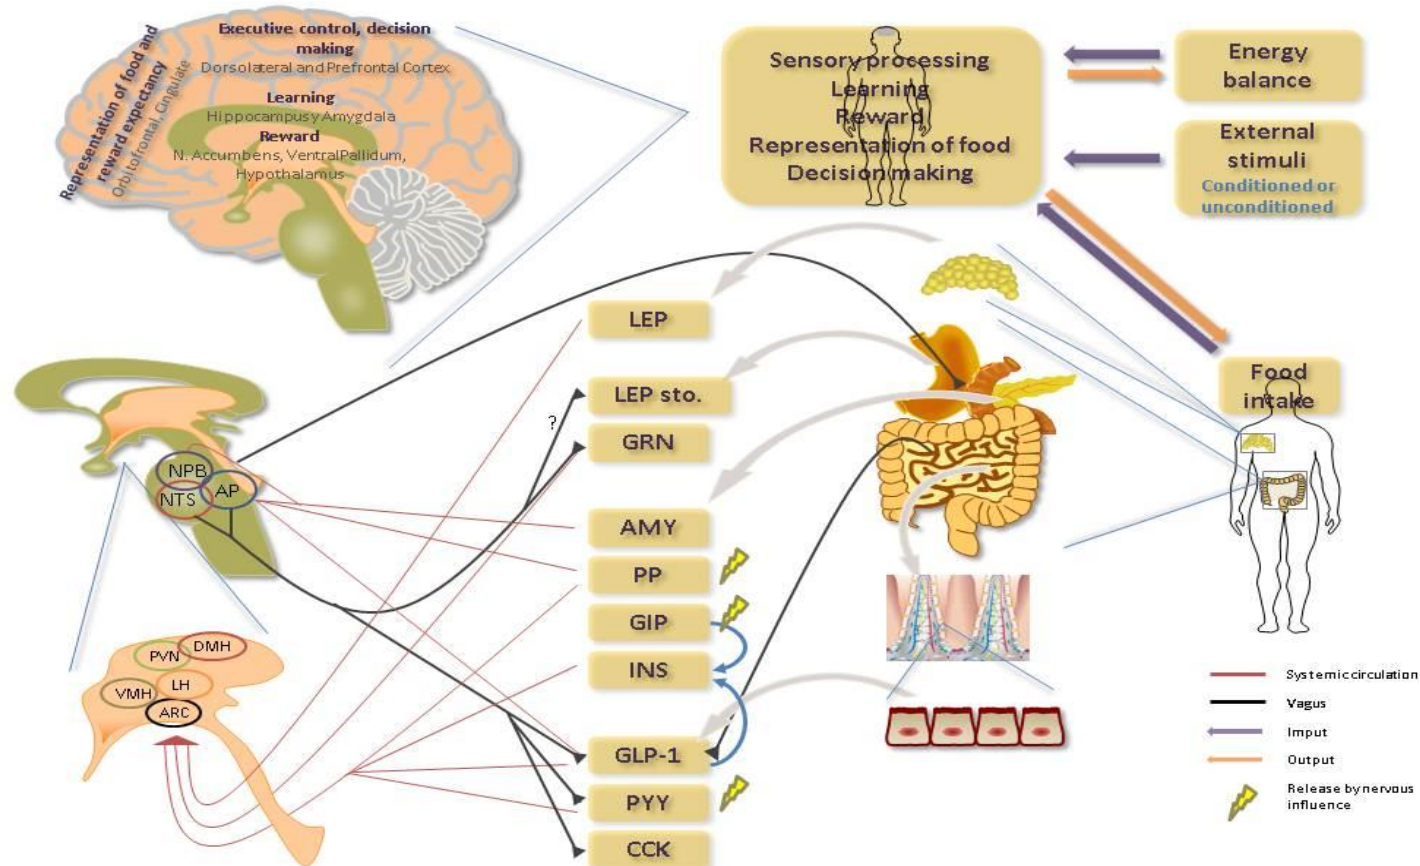 Representation of food and
reward expectancy
Orbitofrontal, Cingulate
Executive control, decision
making
Dorsolateral and Prefrontal Cortex
Learning
Hippocampus y Amygdala
Reward
N. Accumbens, Ventral Pallidum,
Hypothalamus
Sensory processing
Learning
Reward
Representation of food
Decision making
Energy
balance
External
stimuli
Conditioned or
unconditioned
Food
intake
LEP
LEP sto.
?
GRN
AMY
PP
GIP
INS
GLP-1
PYY
CCK
NPB
NTS
AP
PVN
DMH
VMH
LH
ARC
Systemic circulation
Vagus
Imput
Output
Release by nervous
influence